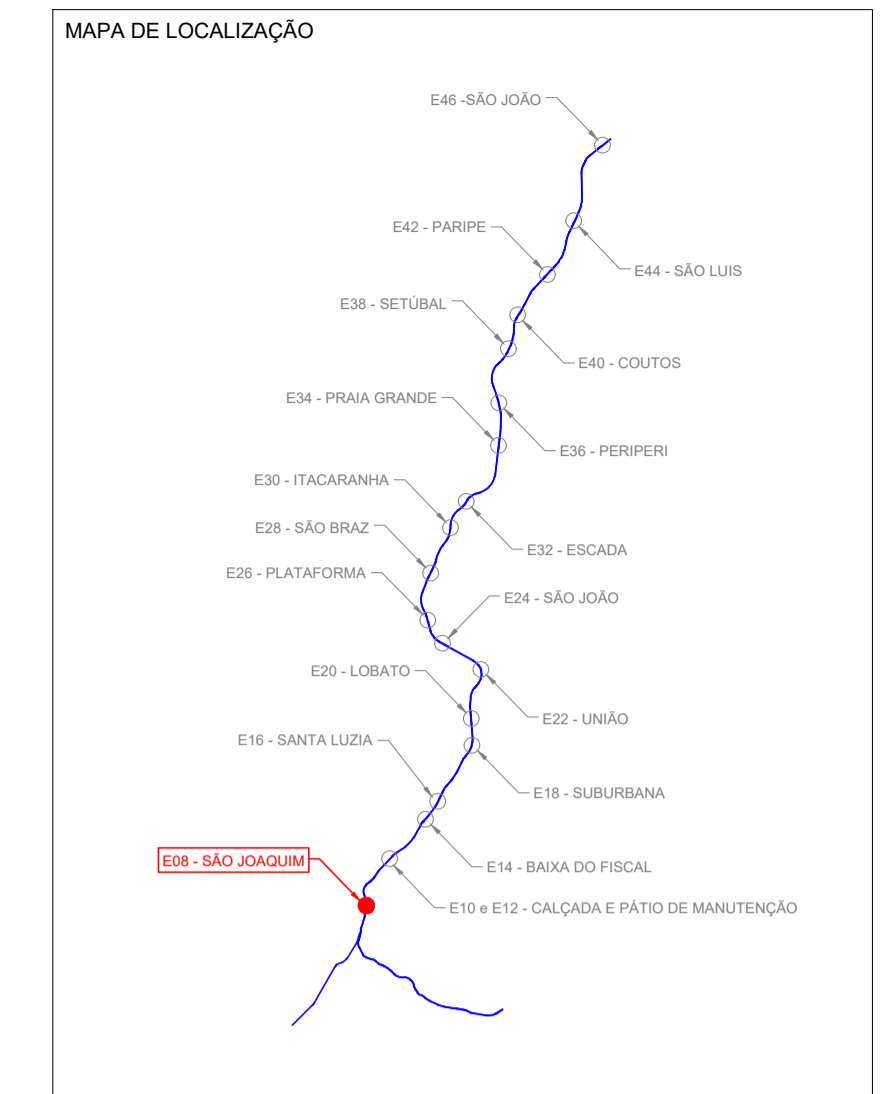 MAPA DE LOCALIZAÇÃO
E46 -SÃO JOÃO
E42 - PARIPE
E44 - SÃO LUIS
E38 - SETÚBAL
E40 - COUTOS
E34 - PRAIA GRANDE
E36 - PERIPERI
E30 - ITACARANHA
E28 - SÃO BRAZ
E32 - ESCADA
E26 - PLATAFORMA
E24 - SÃO JOÃO
E20 - LOBATO
E22 - UNIÃO
E16 - SANTA LUZIA
E18 - SUBURBANA
E08 - SÃO JOAQUIM
E14 - BAIXA DO FISCAL
E10 e E12 - CALÇADA E PÁTIO DE MANUTENÇÃO